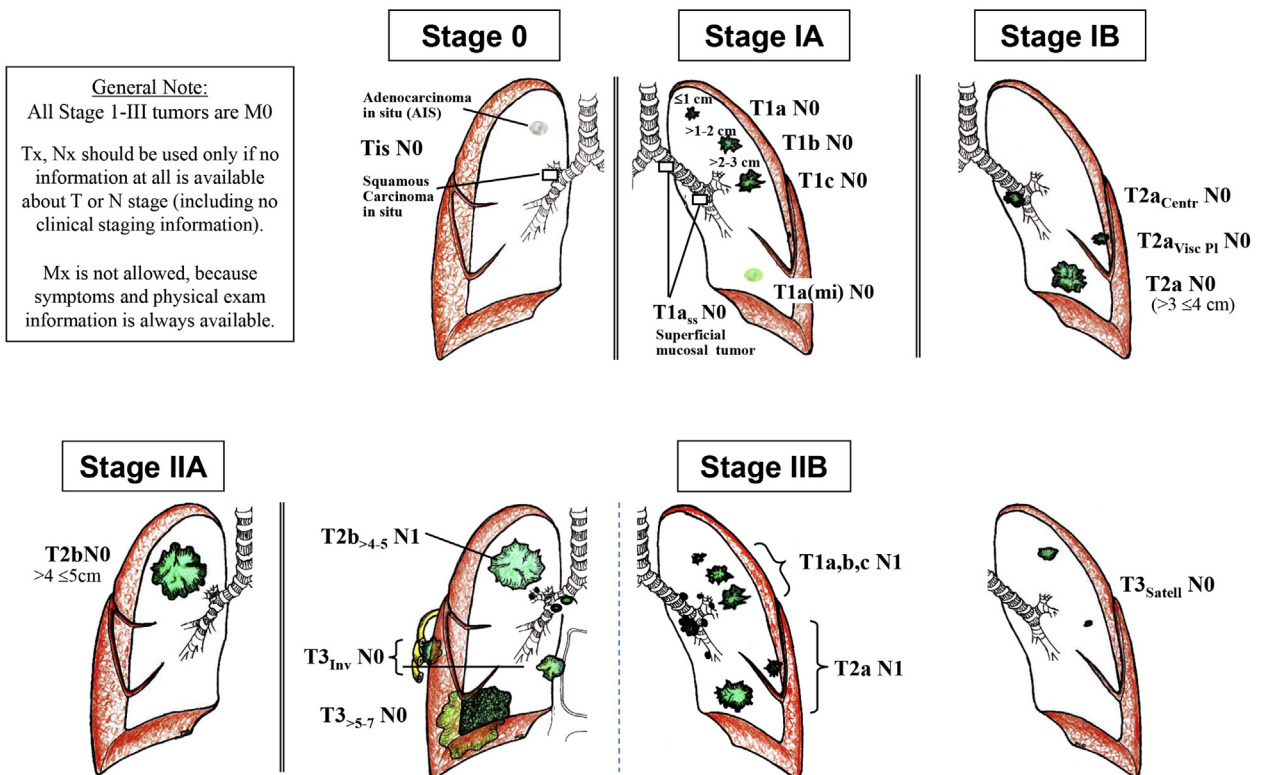 Stage 0
Stage IA
Stage IB
General Note:
All Stage 1-III tumors are M0
Tx, Nx should be used only if no
information at all is available
about T or N stage (including no
clinical staging information).
Mx is not allowed, because
symptoms and physical exam
information is always available.
Adenocarcinoma
in situ (AIS)
Tis N0
Squamous
Carcinoma
in situ
≤1 cm
T1a N0
>1-2 cm
T1b N0
>2-3 cm
T1c N0
T1a(mi) N0
T1ass N0
Superficial
mucosal tumor
T2aCentr N0
T2aVisc Pl N0
T2a N0
(>3 ≤4 cm)
Stage IIA
Stage IIB
T2bN0
>4 ≤5cm
T2b>4-5 N1
T3Inv N0
T3>5-7 N0
T1a,b,c N1
T2a N1
T3Satell N0